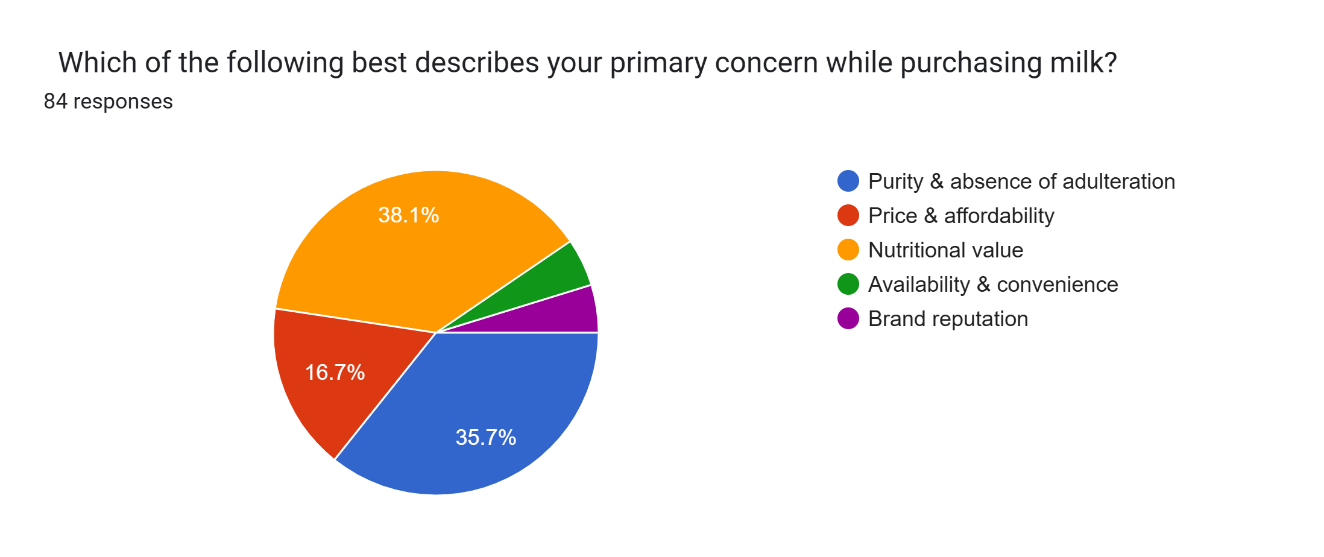 Which of the following best describes your primary concern while purchasing milk?
84 responses
38.1%
16.7%
35.7%
Purity & absence of adulteration
Price & affordability
Nutritional value
Availability & convenience
Brand reputation